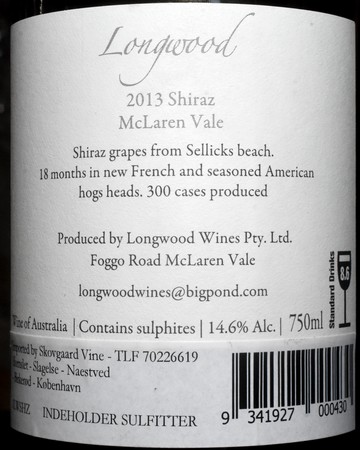 Longwood
2013 Shiraz
McLaren Vale
Shiraz grapes from Sellicks beach.
18 months in new French and seasoned American
hogs heads. 300 cases produced
Produced by Longwood Wines Pty. Ltd.
Foggo Road McLaren Vale
longwoodwines@bigpond.com
Wine of Australia | Contains sulphites | 14.6% Alc. | 750ml
Standard Drinks 8.6
by Skovgaard Vine - TLF 70226619
- Slagelse - Naestved
- København
INDEHOLDER SULFITTER
9 341927 000430